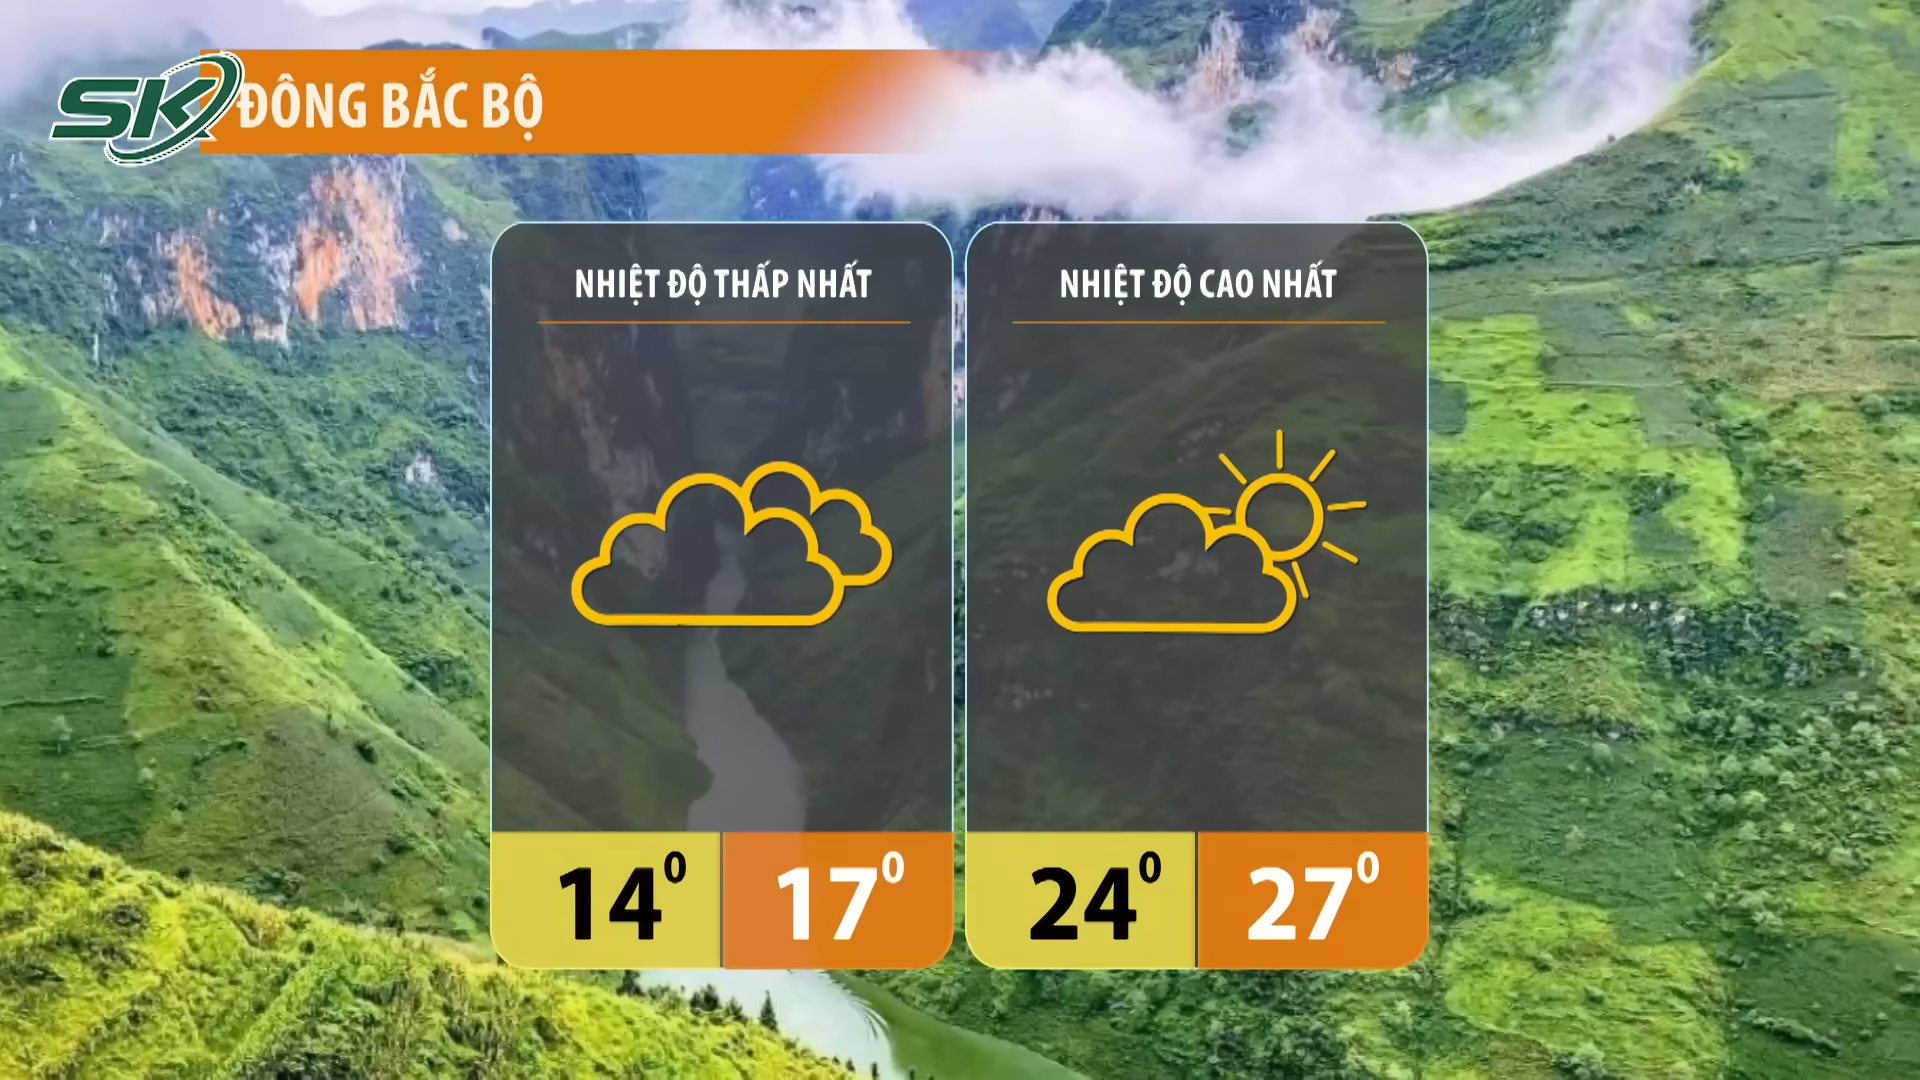 SK
ĐÔNG BẮC BỘ
NHIỆT ĐỘ THẤP NHẤT
NHIỆT ĐỘ CAO NHẤT
14⁰ 17⁰
24⁰ 27⁰